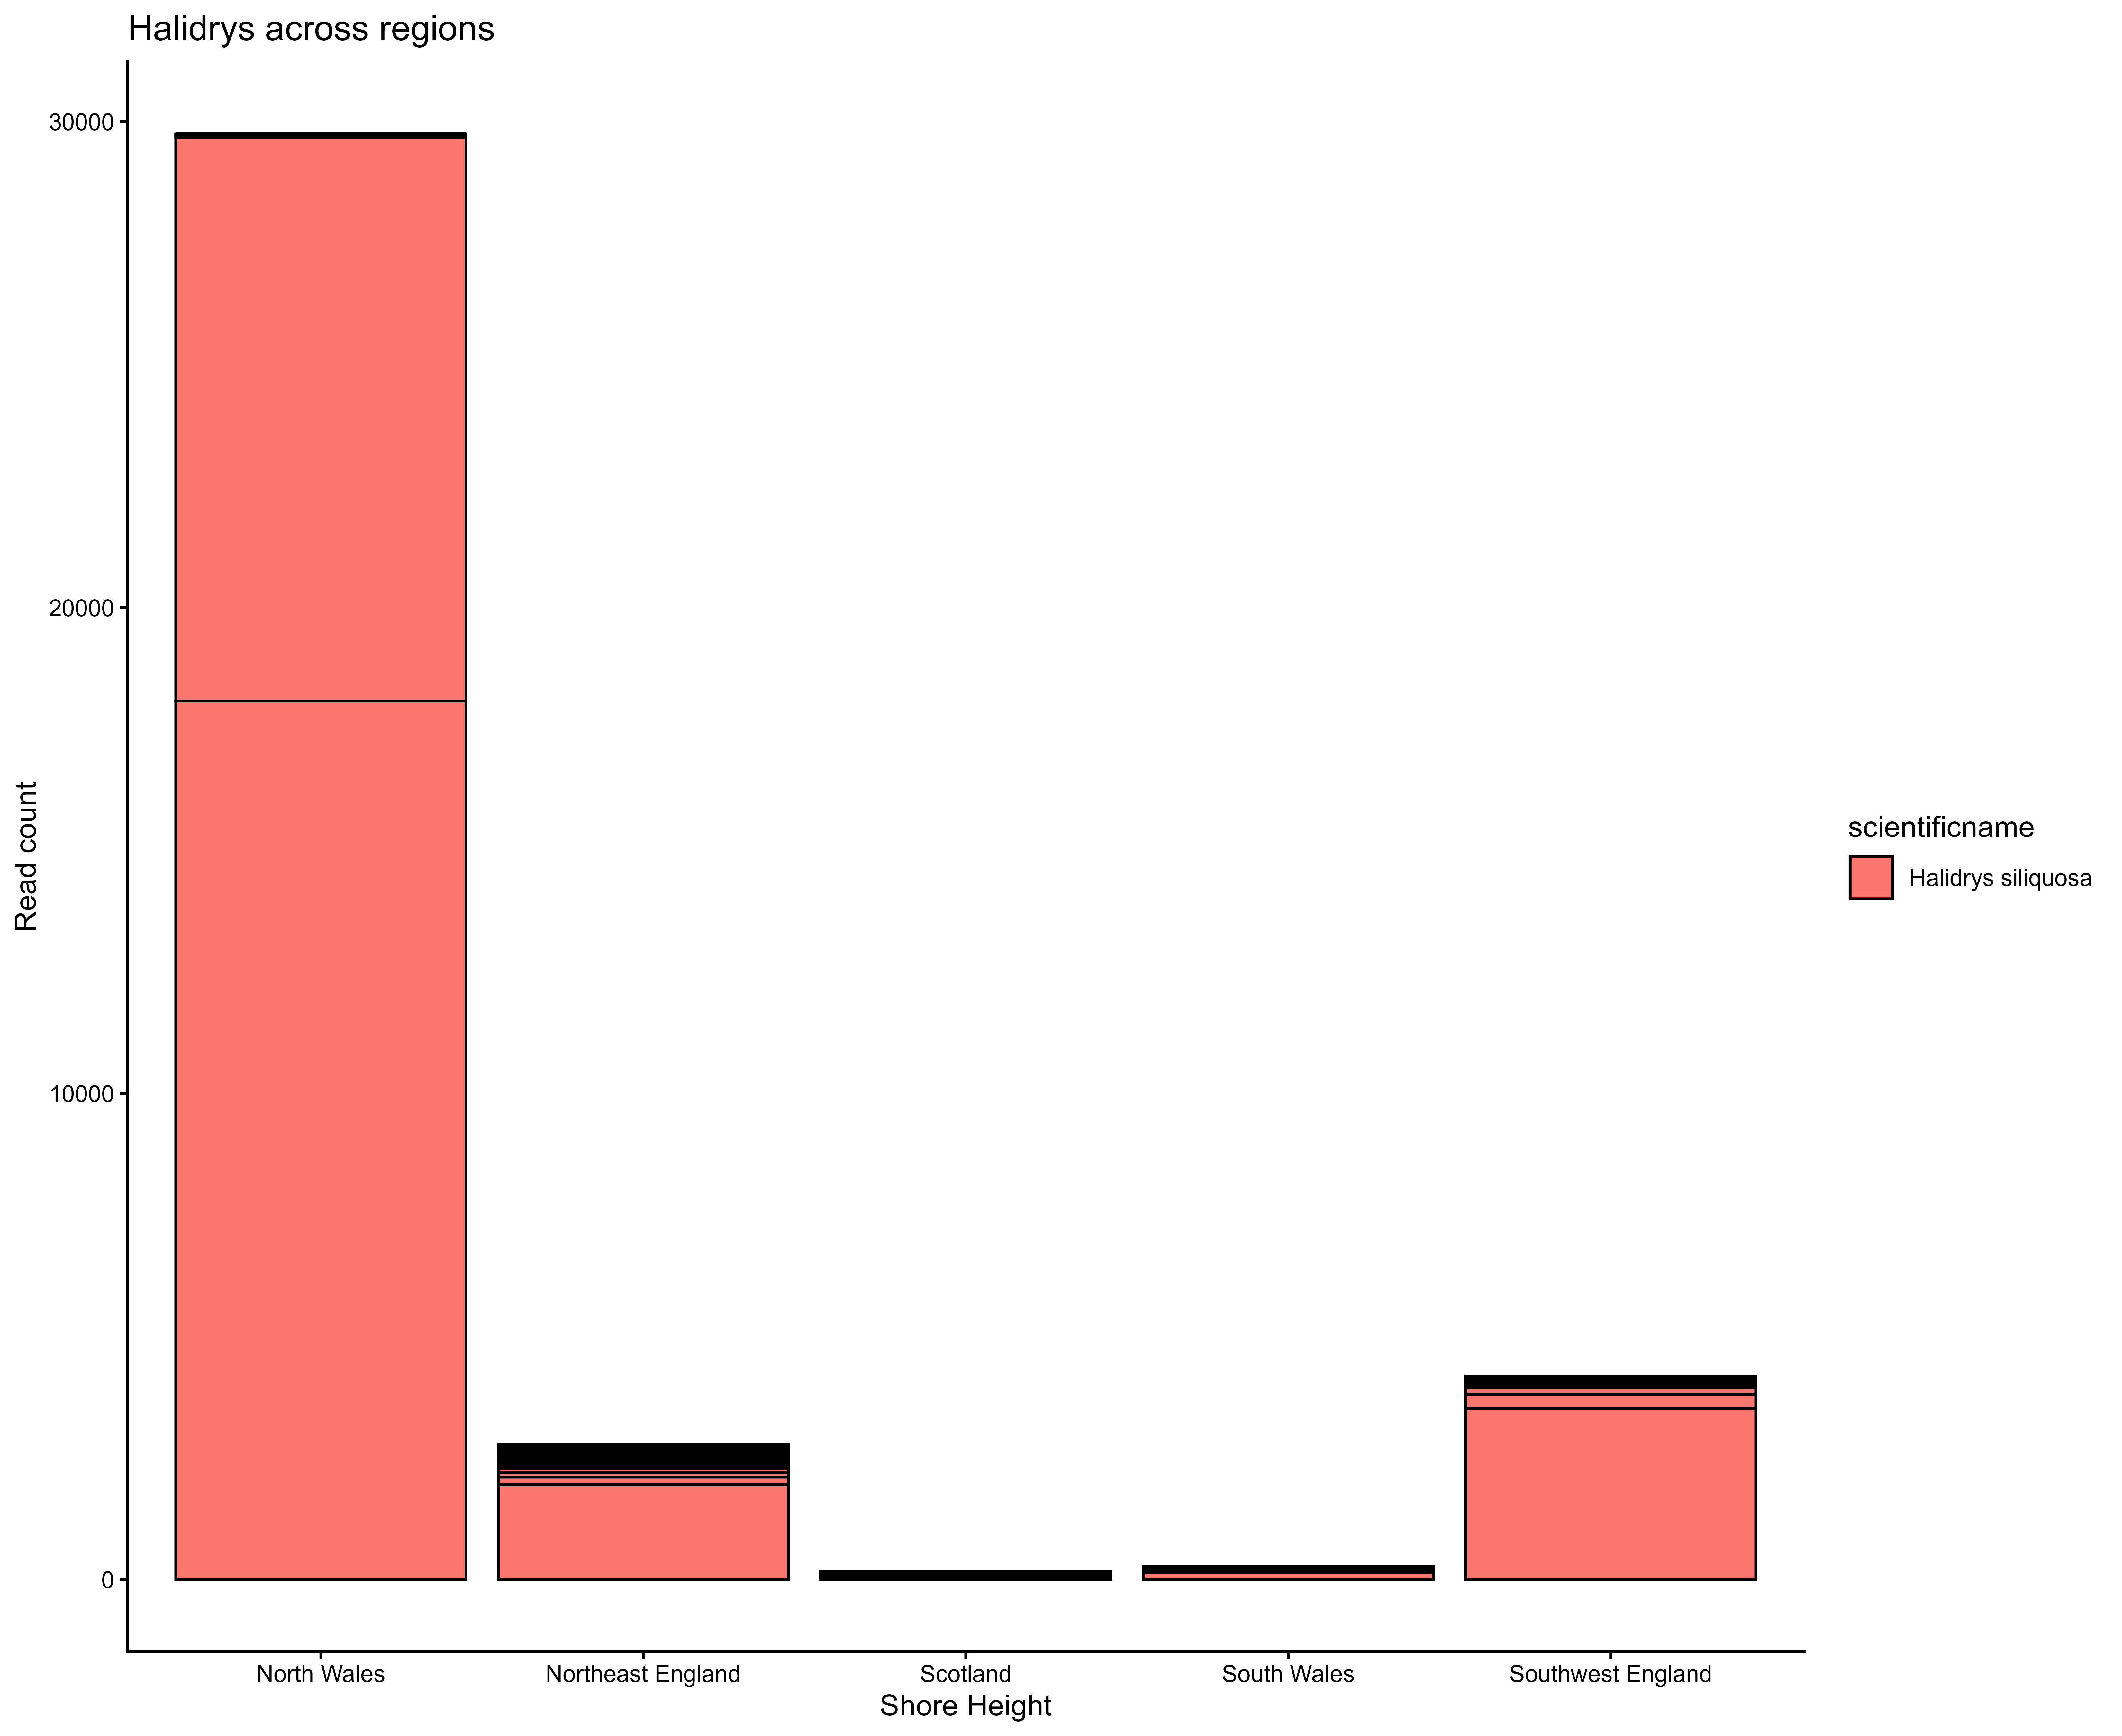 Halidrys across regions
30000
20000
10000
0
Read count
North Wales
Northeast England
Scotland
South Wales
Southwest England
Shore Height
scientificname
Halidrys siliquosa